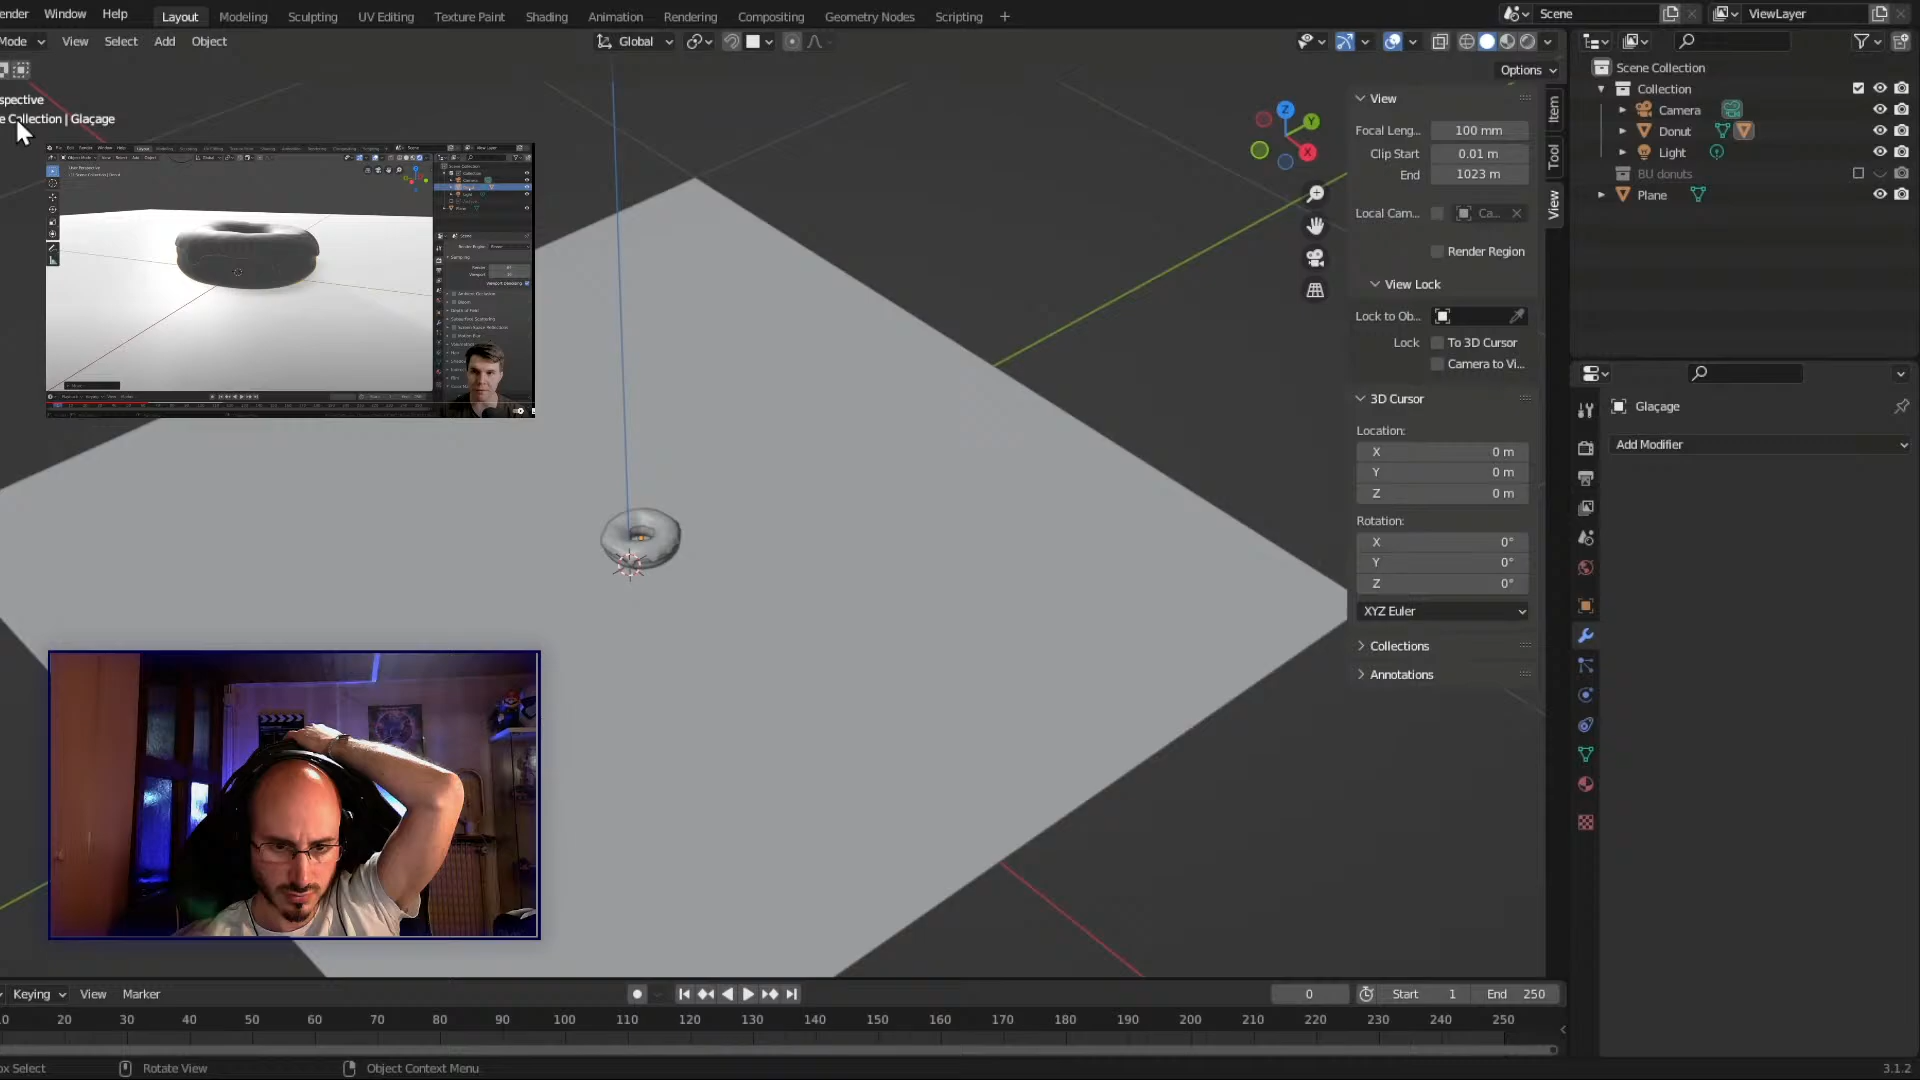 ender Window Help Layout Modeling Sculpting UV Editing Texture Paint Shading Animation Rendering Compositing Geometry Nodes Scripting + Scene ViewLayer
Mode View Select Add Object Global
Options
spective
e Collection | Glaçage
View
Focal Leng... 100 mm
Clip Start 0.01 m
End 1023 m
Local Cam... Ca...
Render Region
View Lock
Lock to Ob...
Lock To 3D Cursor
Camera to Vi...
3D Cursor
Location:
X 0 m
Y 0 m
Z 0 m
Rotation:
X 0°
Y 0°
Z 0°
XYZ Euler
Collections
Annotations
Item
Tool
View
Scene Collection
Collection
Camera
Donut
Light
BU donuts
Plane
Glaçage
Add Modifier
Keying View Marker 0 Start 1 End 250
10 20 30 40 50 60 70 80 90 100 110 120 130 140 150 160 170 180 190 200 210 220 230 240 250
ox Select Rotate View Object Context Menu 3.1.2